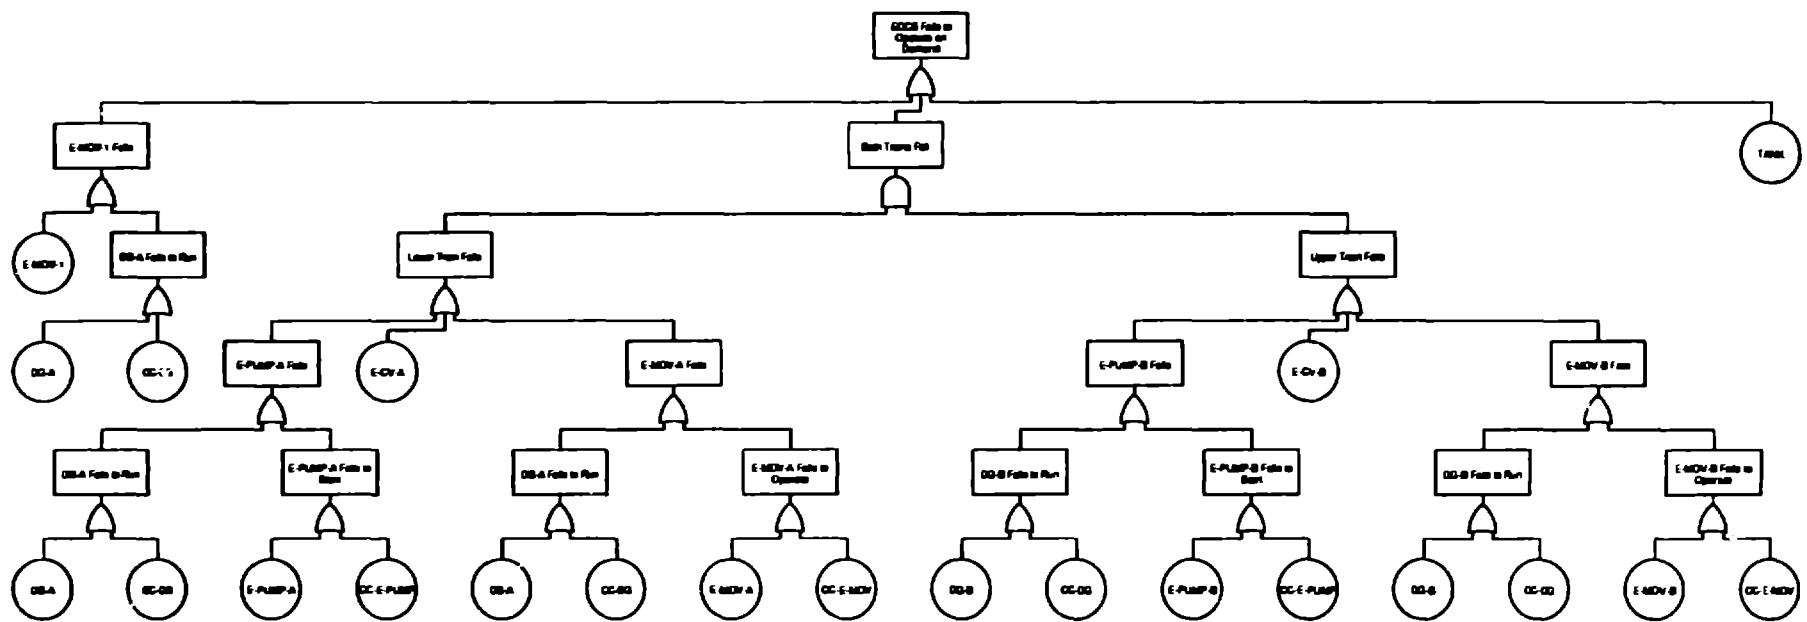 ECCS Fails to
Operate on
Demand
E-MOV-1 Fails
Both Trains Fail
TANK
E-MOV-1
DG-A Fails to Run
Lower Train Fails
Upper Train Fails
DG-A
E-PUMP-A Fails
E-CV-A
E-MOV-A Fails
E-PUMP-B Fails
E-CV-B
E-MOV-B Fails
DG-A Fails to Run
E-PUMP-A Fails to
Start
DG-A Fails to Run
E-MOV-A Fails to
Operate
DG-B Fails to Run
E-PUMP-B Fails to
Start
DG-B Fails to Run
E-MOV-B Fails to
Operate
DG-A
CC-DG
E-PUMP-A
CC-E-PUMP
DG-A
CC-DG
E-MOV-A
CC-E-MOV
DG-B
CC-DG
E-PUMP-B
CC-E-PUMP
DG-B
CC-DG
E-MOV-B
CC-E-MOV